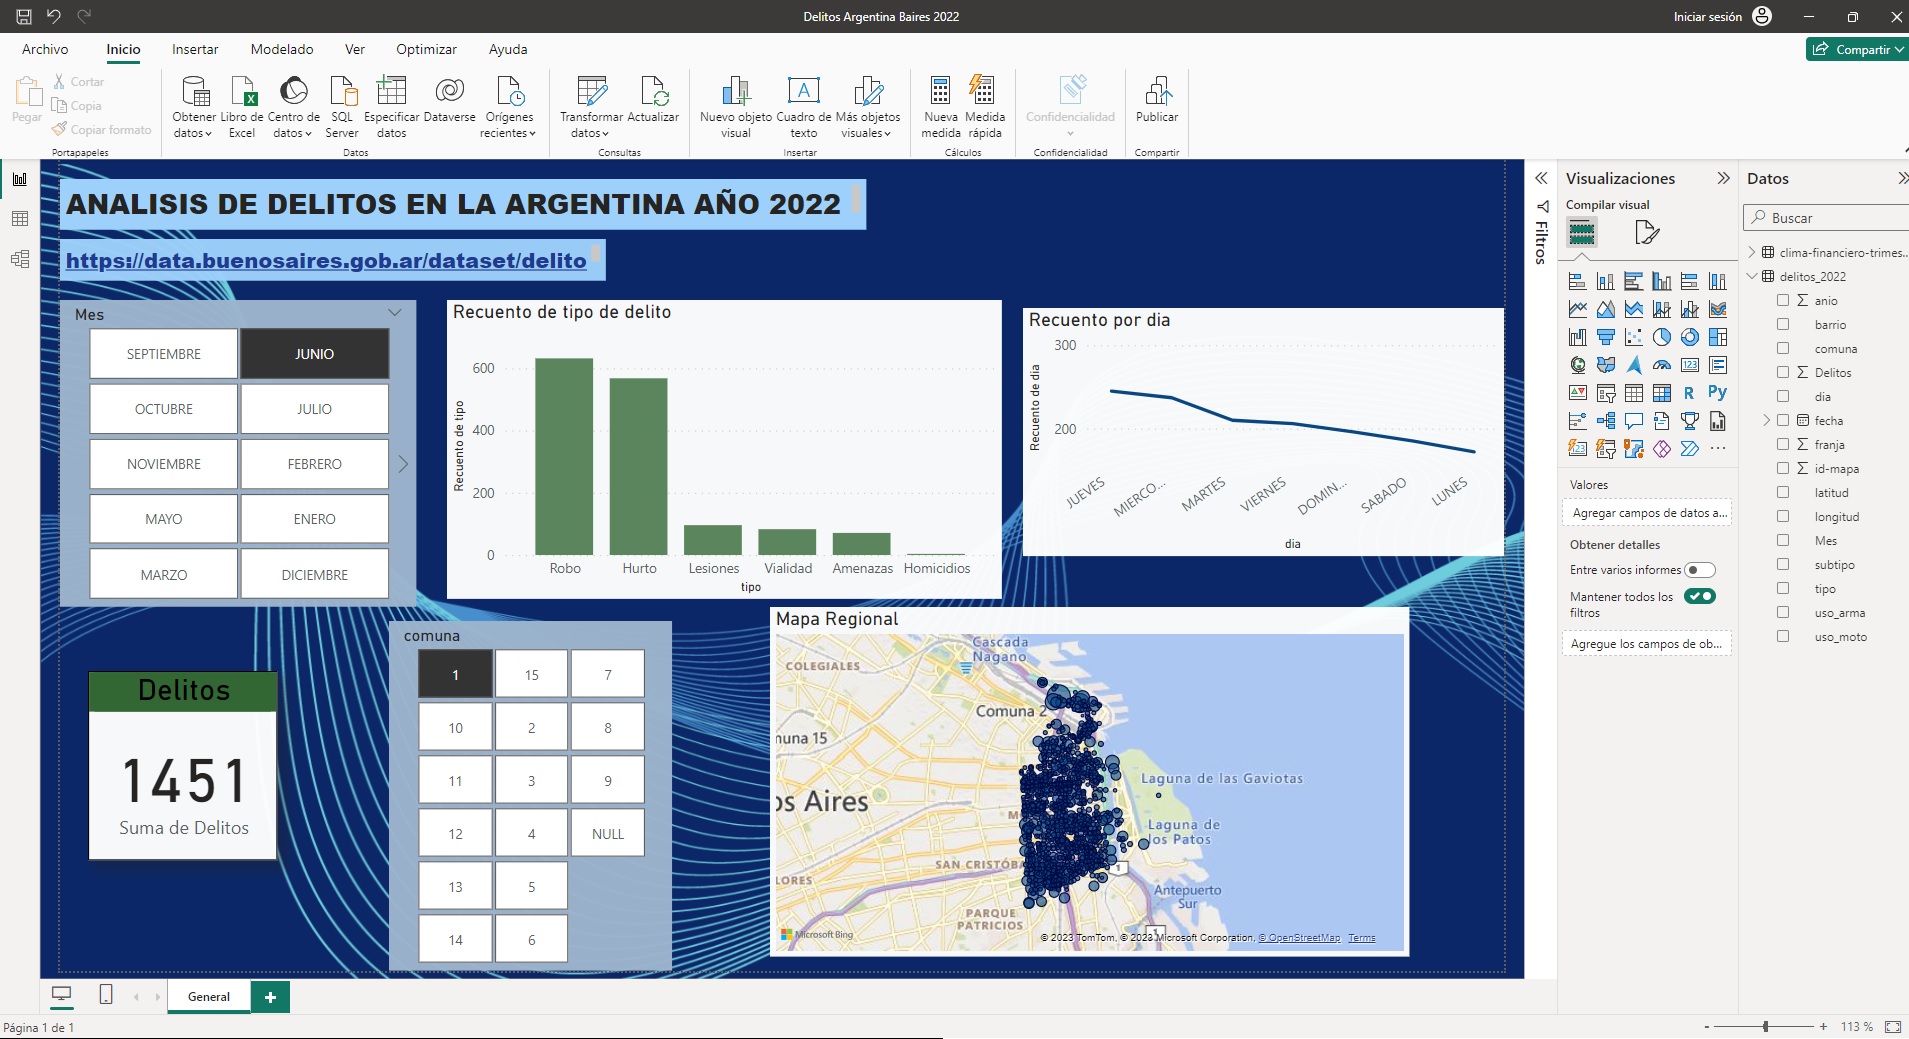 Delitos Argentina Baires 2022
Iniciar sesión
Archivo Inicio Insertar Modelado Ver Optimizar Ayuda
Compartir
Pegar
Cortar
Copia
Copiar formato
Portapapeles
Obtener datos
Libro de Excel
Centro de datos
SQL Server
Especificar datos
Dataverse
Orígenes recientes
Datos
Transformar datos
Actualizar
Consultas
Nuevo objeto visual
Cuadro de texto
Más objetos visuales
Insertar
Nueva medida
Medida rápida
Cálculos
Confidencialidad
Confidencialidad
Publicar
Compartir
ANALISIS DE DELITOS EN LA ARGENTINA AÑO 2022
https://data.buenosaires.gob.ar/dataset/delito
Mes
SEPTIEMBRE JUNIO
OCTUBRE JULIO
NOVIEMBRE FEBRERO
MAYO ENERO
MARZO DICIEMBRE
Recuento de tipo de delito
Recuento de tipo
600
400
200
0
Robo Hurto Lesiones Vialidad Amenazas Homicidios
tipo
Recuento por dia
Recuento de dia
300
200
JUEVES MIERCO... MARTES VIERNES DOMIN... SABADO LUNES
dia
Delitos
1451
Suma de Delitos
comuna
1 15 7
10 2 8
11 3 9
12 4 NULL
13 5
14 6
Mapa Regional
COLEGIALES
Cascada Nagano
Comuna 2
una 15
os Aires
Laguna de las Gaviotas
Laguna de los Patos
SAN CRISTÓBA
LORES
1
Antepuerto Sur
PARQUE PATRICIOS
1
Microsoft Bing
© 2023 TomTom, © 2023 Microsoft Corporation, © OpenStreetMap Terms
Filtros
Visualizaciones
Compilar visual
123
R Py
123
Valores
Agregar campos de datos a...
Obtener detalles
Entre varios informes
Mantener todos los filtros
Agregue los campos de ob...
Datos
Buscar
clima-financiero-trimes...
delitos_2022
anio
barrio
comuna
Delitos
dia
fecha
franja
id-mapa
latitud
longitud
Mes
subtipo
tipo
uso_arma
uso_moto
General
Página 1 de 1
- + 113 %